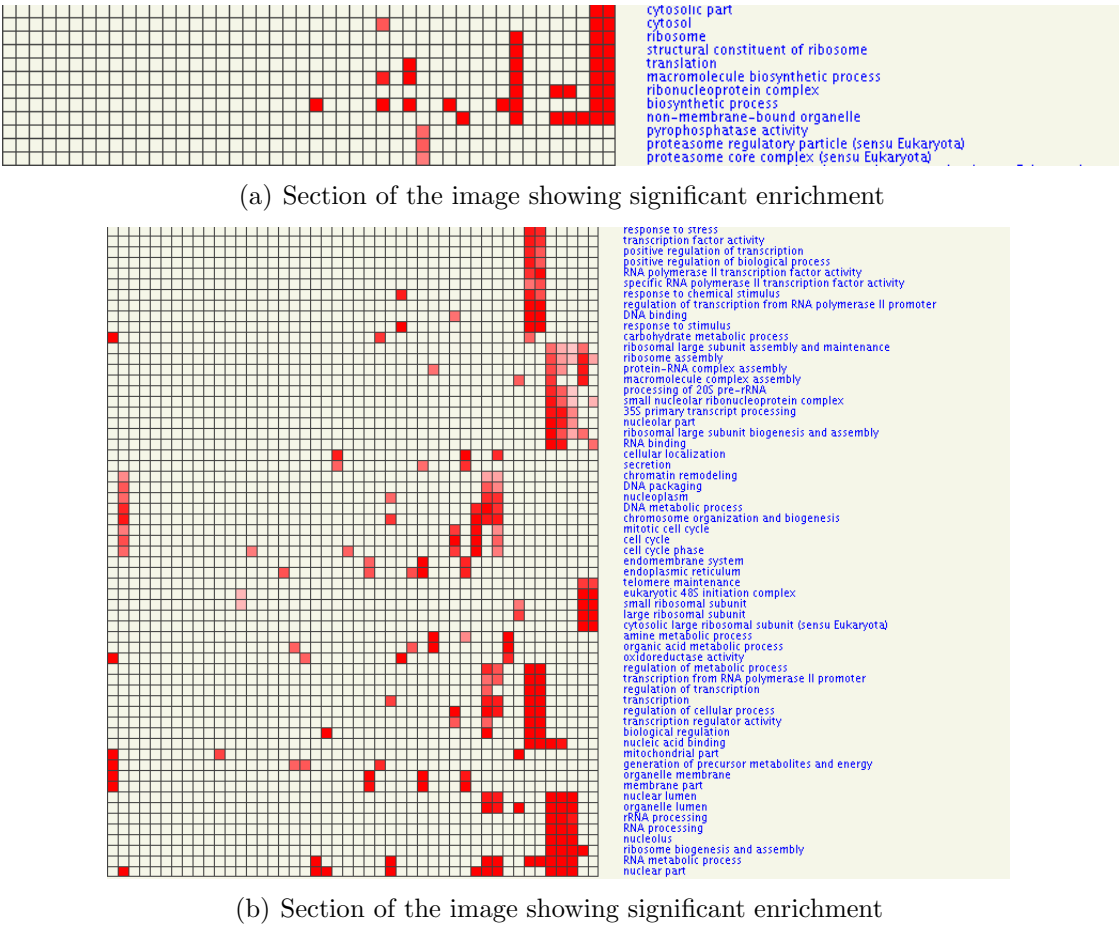 cytosolic part
cytosol
ribosome
structural constituent of ribosome
translation
macromolecule biosynthetic process
ribonucleoprotein complex
biosynthetic process
non-membrane-bound organelle
pyrophosphatase activity
proteasome regulatory particle (sensu Eukaryota)
proteasome core complex (sensu Eukaryota)
(a) Section of the image showing significant enrichment
response to stress
transcription factor activity
positive regulation of transcription
positive regulation of biological process
RNA polymerase II transcription factor activity
specific RNA polymerase II transcription factor activity
response to chemical stimulus
regulation of transcription from RNA polymerase II promoter
DNA binding
response to stimulus
carbohydrate metabolic process
ribosomal large subunit assembly and maintenance
ribosome assembly
protein-RNA complex assembly
macromolecule complex assembly
processing of 20S pre-rRNA
small nucleolar ribonucleoprotein complex
35S primary transcript processing
nucleolar part
ribosomal large subunit biogenesis and assembly
RNA binding
cellular localization
secretion
chromatin remodeling
DNA packaging
nucleoplasm
DNA metabolic process
chromosome organization and biogenesis
mitotic cell cycle
cell cycle
cell cycle phase
endomembrane system
endoplasmic reticulum
telomere maintenance
eukaryotic 48S initiation complex
small ribosomal subunit
large ribosomal subunit
cytosolic large ribosomal subunit (sensu Eukaryota)
amine metabolic process
organic acid metabolic process
oxidoreductase activity
regulation of metabolic process
transcription from RNA polymerase II promoter
regulation of transcription
transcription
regulation of cellular process
transcription regulator activity
biological regulation
nucleic acid binding
mitochondrial part
generation of precursor metabolites and energy
organelle membrane
membrane part
nuclear lumen
organelle lumen
rRNA processing
RNA processing
nucleolus
ribosome biogenesis and assembly
RNA metabolic process
nuclear part
(b) Section of the image showing significant enrichment